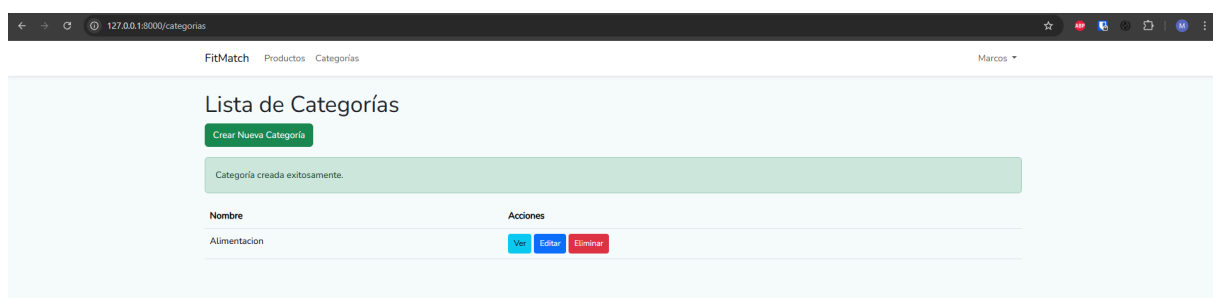 127.0.0.1:8000/categorias
ABP
M
FitMatch Productos Categorías Marcos
Lista de Categorías
Crear Nueva Categoría
Categoría creada exitosamente.
Nombre Acciones
Alimentacion Ver Editar Eliminar